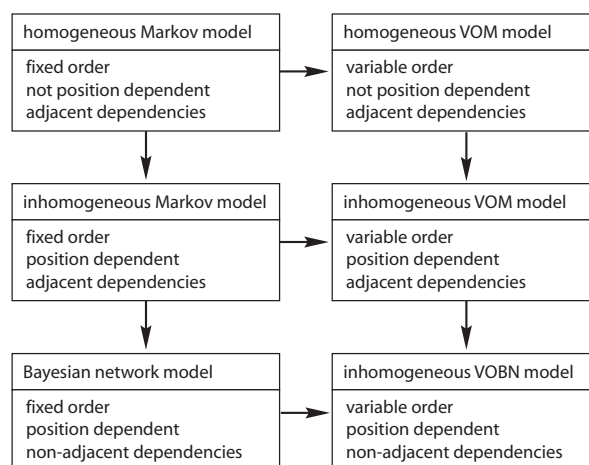 homogeneous Markov model
fixed order
not position dependent
adjacent dependencies
homogeneous VOM model
variable order
not position dependent
adjacent dependencies
inhomogeneous Markov model
fixed order
position dependent
adjacent dependencies
inhomogeneous VOM model
variable order
position dependent
adjacent dependencies
Bayesian network model
fixed order
position dependent
non-adjacent dependencies
inhomogeneous VOBN model
variable order
position dependent
non-adjacent dependencies